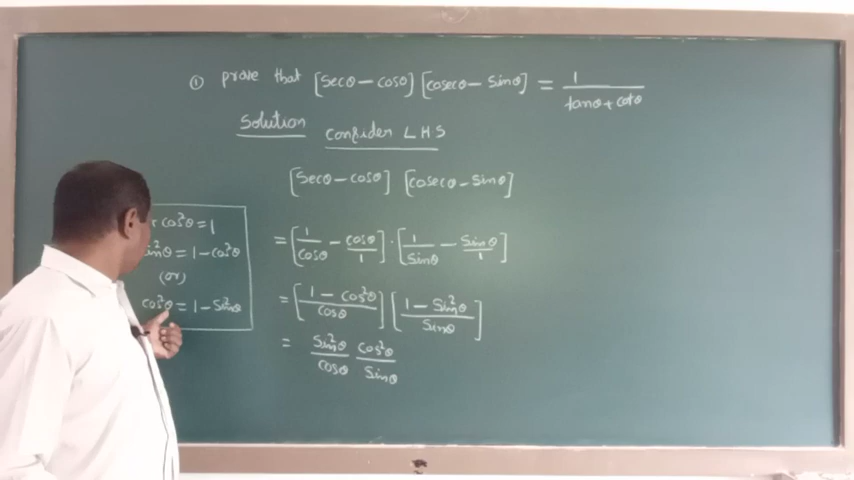 ① prove that [secθ – cosθ] [cosecθ – sinθ] = 1/(tanθ + cotθ)
Solution Consider LHS
[secθ – cosθ] [cosecθ – sinθ]
= [1/cosθ – cosθ/1] · [1/sinθ – sinθ/1]
= [(1 – cos²θ)/cosθ] [(1 – sin²θ)/sinθ]
= sin²θ/cosθ cos²θ/sinθ
cos²θ = 1
in²θ = 1 – cos²θ
(or)
cos²θ = 1 – sin²θ